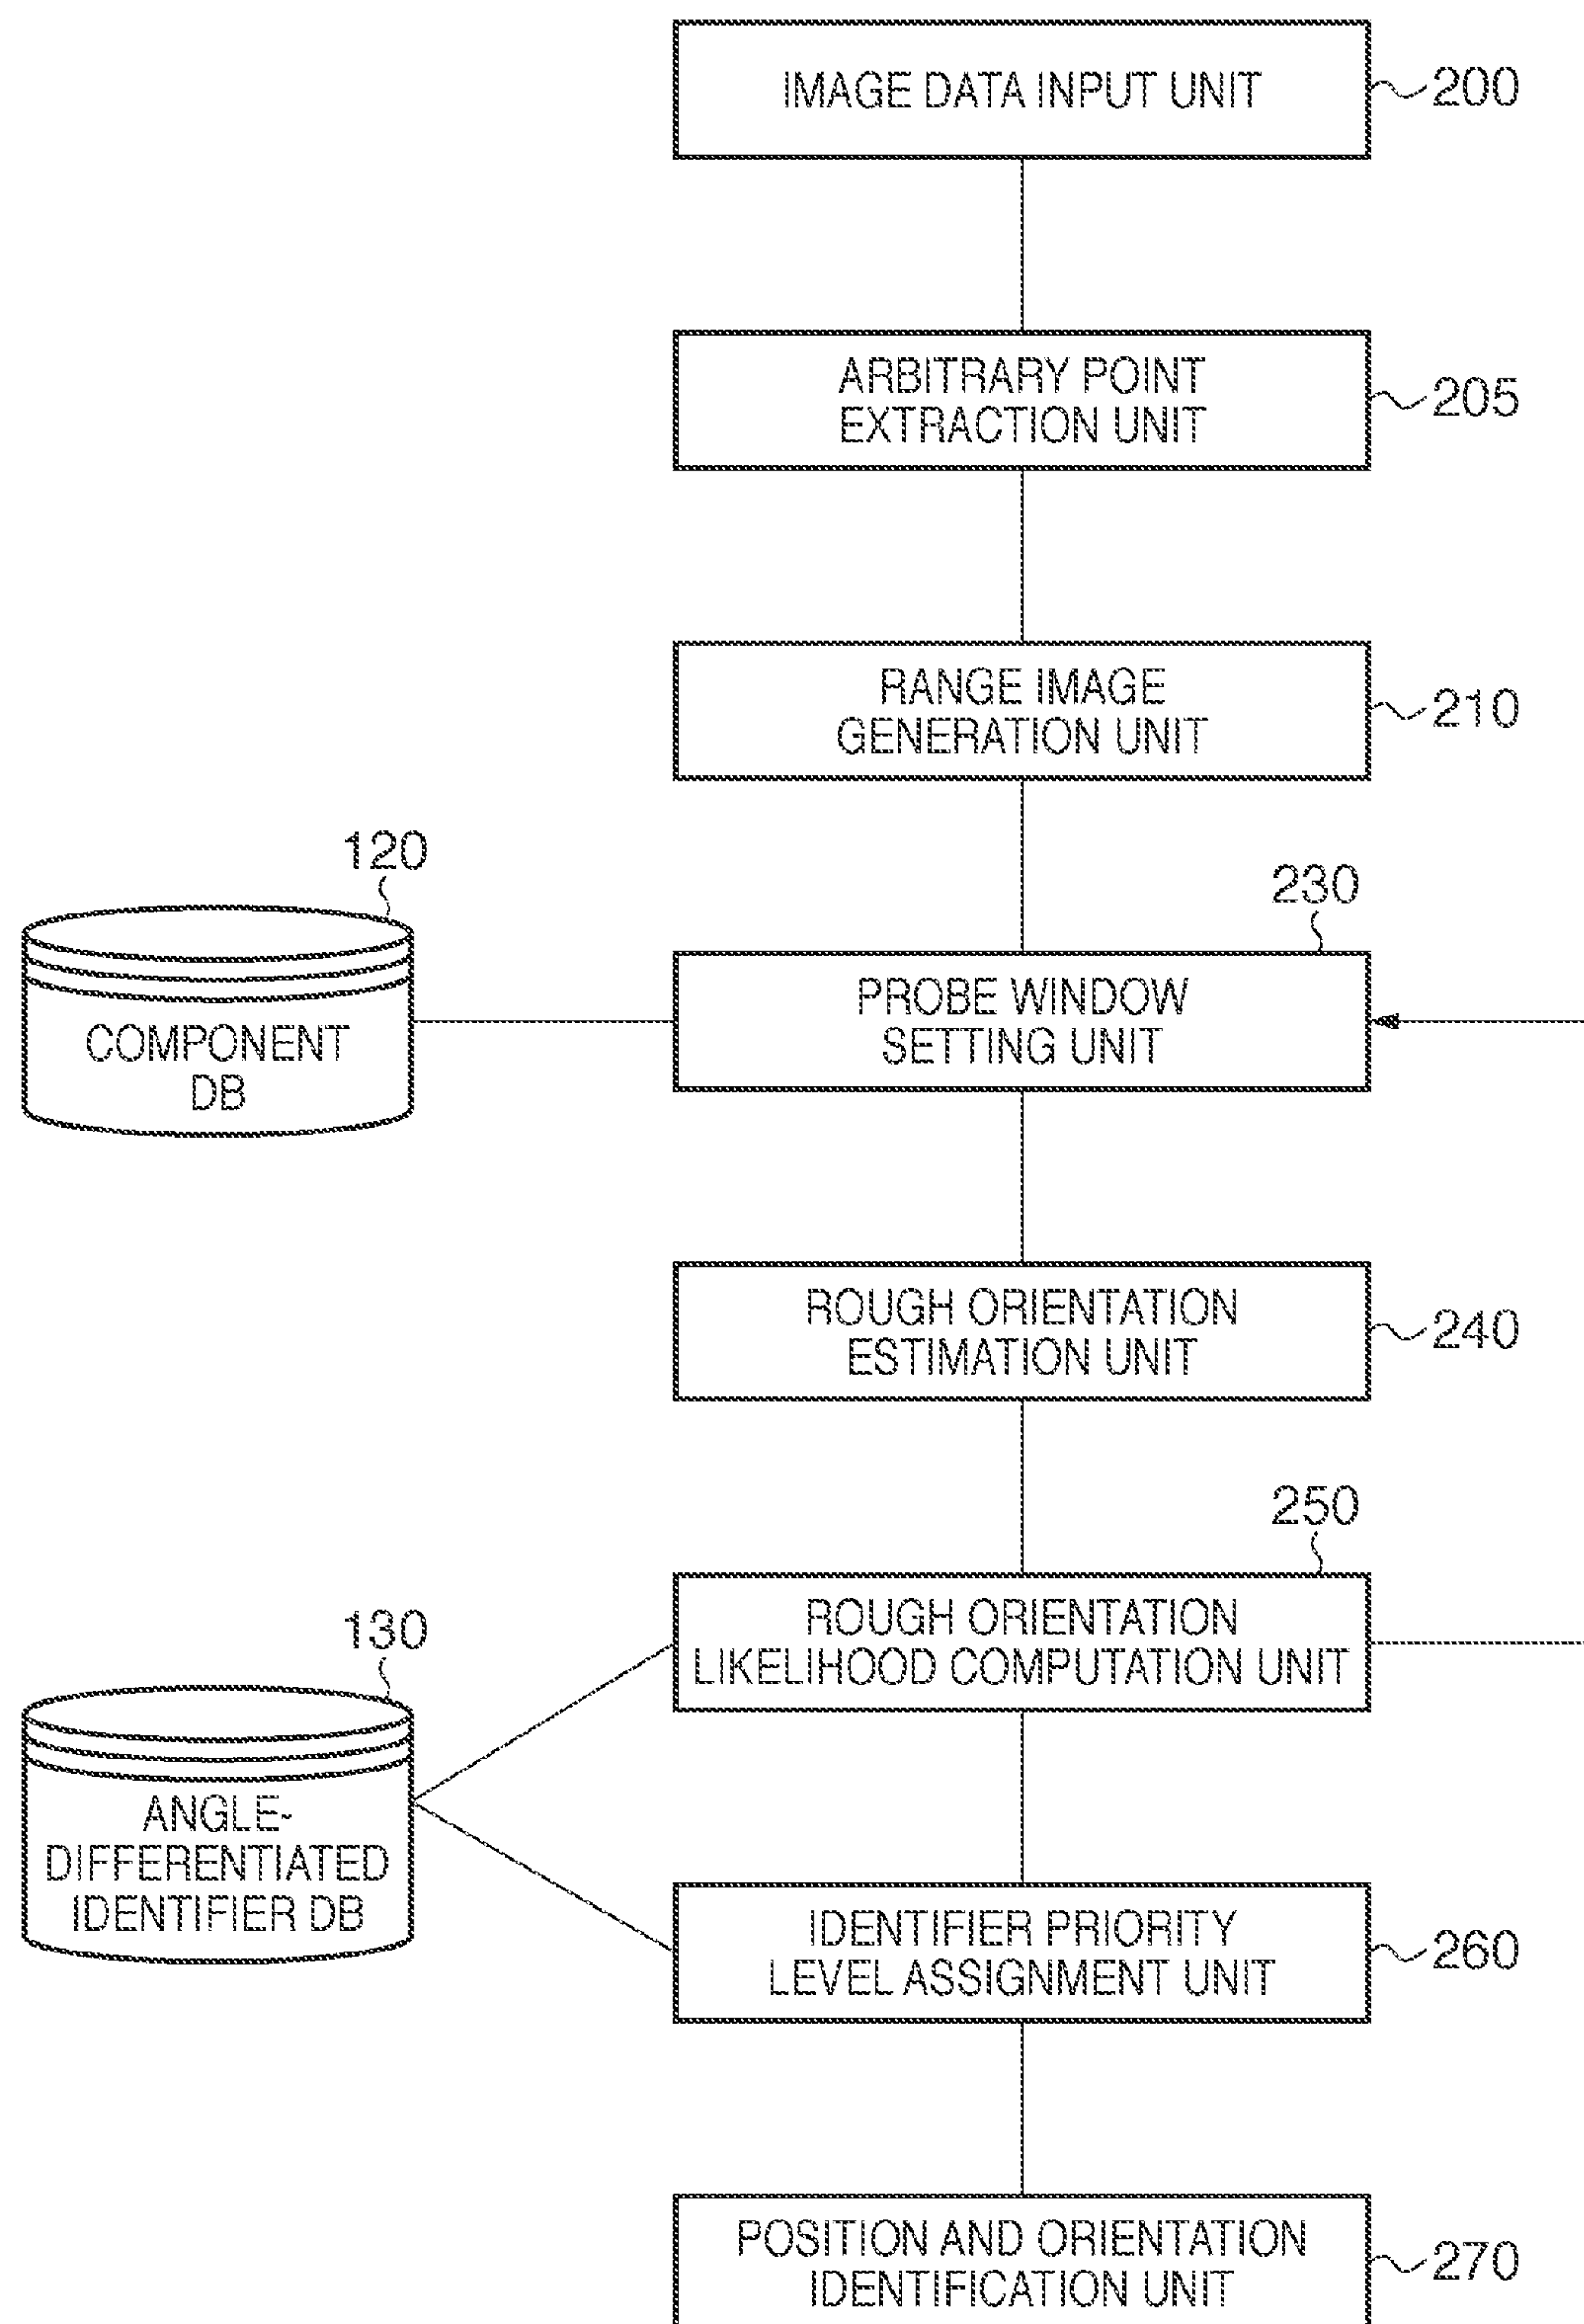 IMAGE DATA INPUT UNIT
200
ARBITRARY POINT
EXTRACTION UNIT
205
RANGE IMAGE
GENERATION UNIT
210
120
230
COMPONENT
DB
PROBE WINDOW
SETTING UNIT
ROUGH ORIENTATION
ESTIMATION UNIT
240
250
130
ROUGH ORIENTATION
LIKELIHOOD COMPUTATION UNIT
ANGLE-
DIFFERENTIATED
IDENTIFIER DB
IDENTIFIER PRIORITY
LEVEL ASSIGNMENT UNIT
260
POSITION AND ORIENTATION
IDENTIFICATION UNIT
270